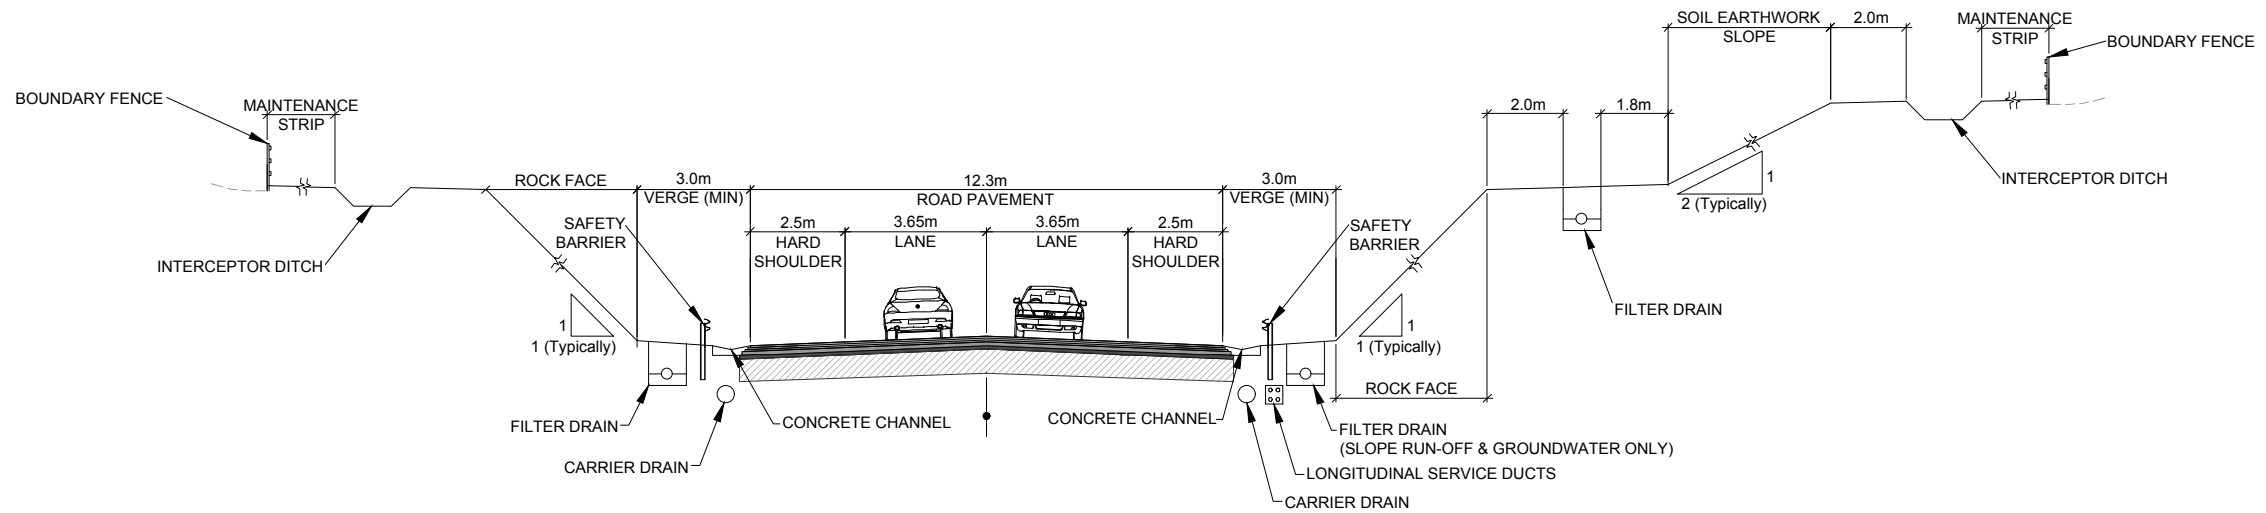 SOIL EARTHWORK
SLOPE
2.0m
MAINTENANCE
STRIP
BOUNDARY FENCE
BOUNDARY FENCE
MAINTENANCE
STRIP
2.0m
1.8m
ROCK FACE
3.0m
VERGE (MIN)
12.3m
ROAD PAVEMENT
3.0m
VERGE (MIN)
1
2 (Typically)
INTERCEPTOR DITCH
SAFETY
BARRIER
2.5m
HARD
SHOULDER
3.65m
LANE
3.65m
LANE
2.5m
HARD
SHOULDER
SAFETY
BARRIER
INTERCEPTOR DITCH
FILTER DRAIN
1
1 (Typically)
1
1 (Typically)
ROCK FACE
FILTER DRAIN
CONCRETE CHANNEL
CONCRETE CHANNEL
FILTER DRAIN
(SLOPE RUN-OFF & GROUNDWATER ONLY)
CARRIER DRAIN
LONGITUDINAL SERVICE DUCTS
CARRIER DRAIN